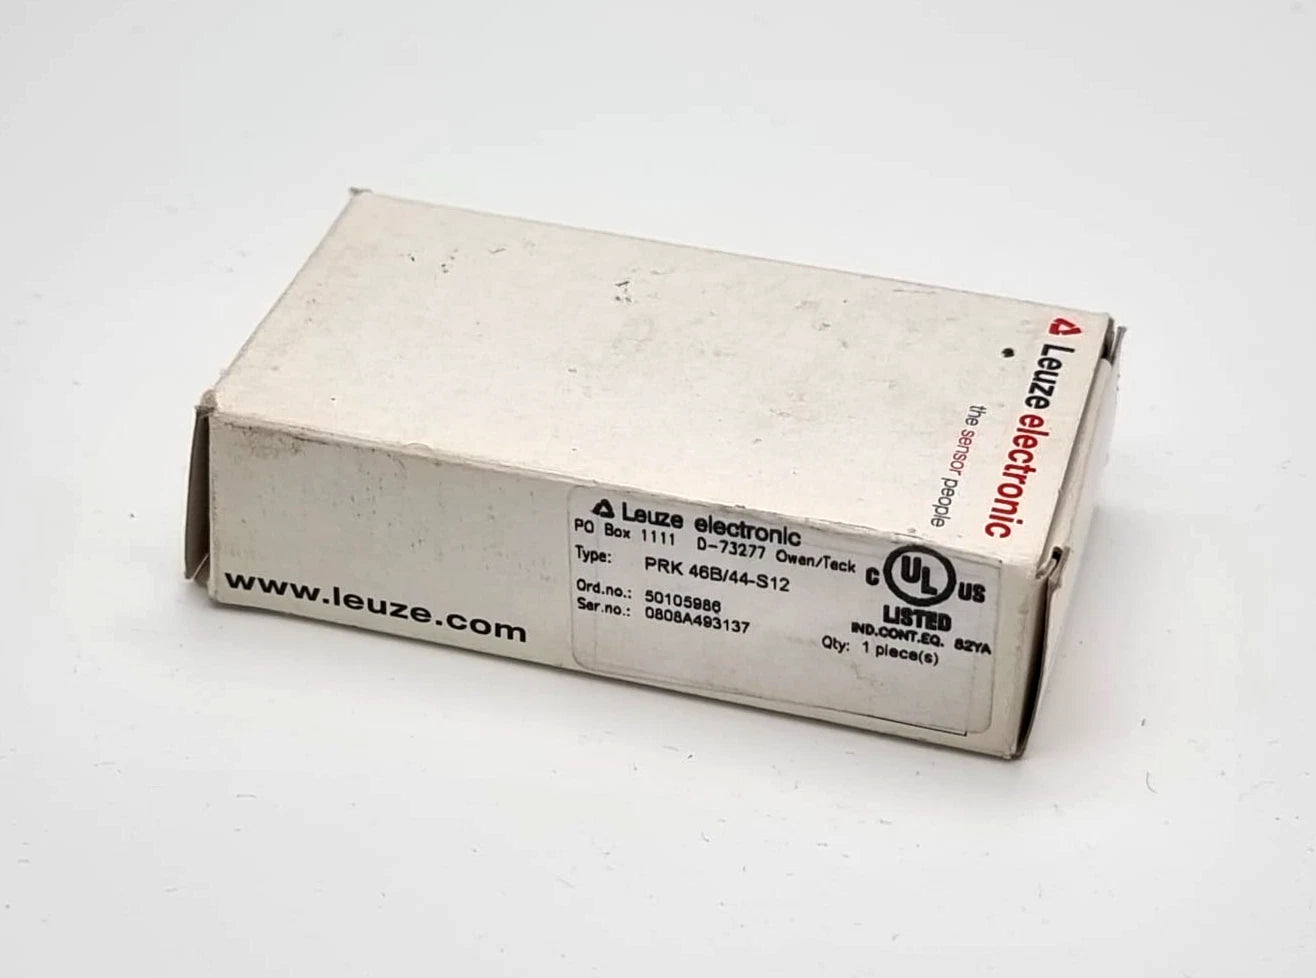 Leuze electronic
the sensor people
www.leuze.com
Leuze electronic
PO Box 1111 D-73277 Owen/Teck
Type: PRK 46B/44-S12
Ord.no.: 50105986
Ser.no.: 0808A493137
C UL US
LISTED
IND.CONT.EQ. 82YA
Qty: 1 piece(s)